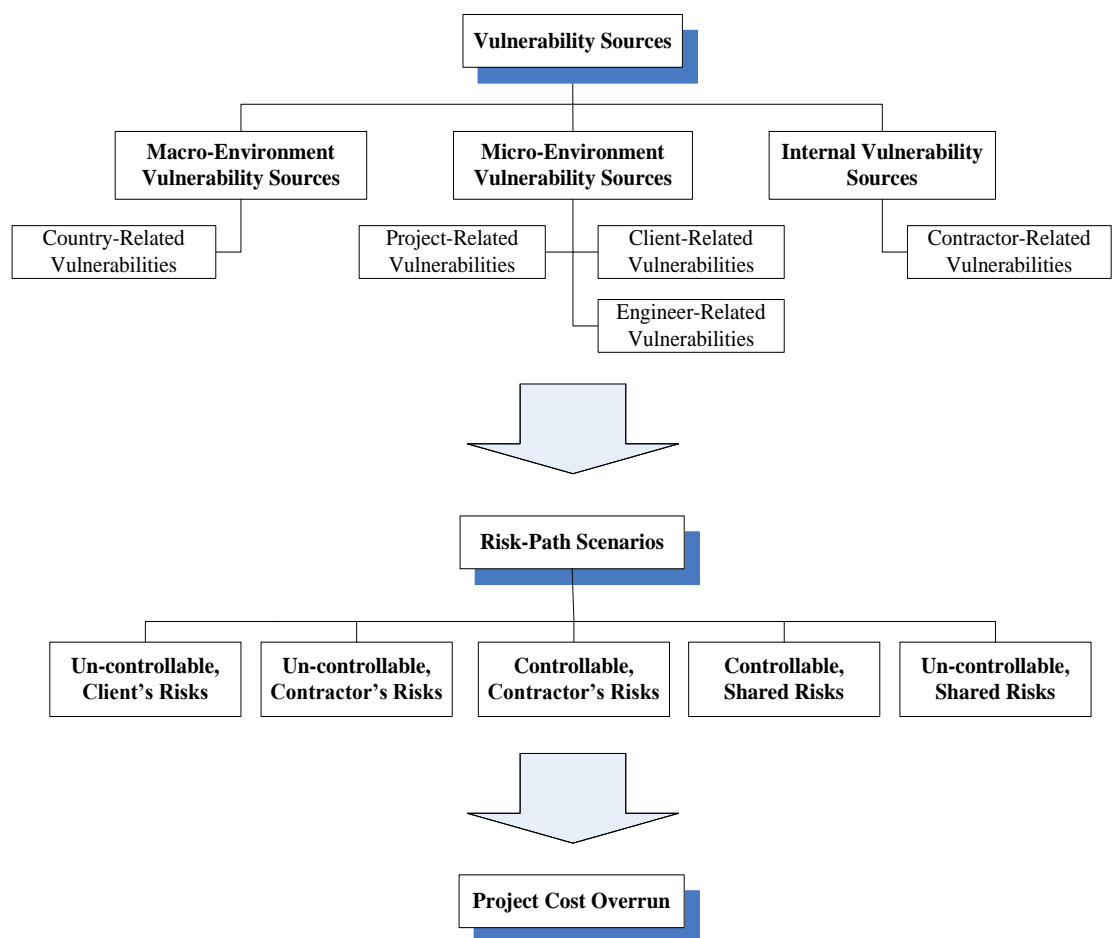 Vulnerability Sources
Macro-Environment
Vulnerability Sources
Micro-Environment
Vulnerability Sources
Internal Vulnerability
Sources
Country-Related
Vulnerabilities
Project-Related
Vulnerabilities
Client-Related
Vulnerabilities
Contractor-Related
Vulnerabilities
Engineer-Related
Vulnerabilities
Risk-Path Scenarios
Un-controllable,
Client’s Risks
Un-controllable,
Contractor’s Risks
Controllable,
Contractor’s Risks
Controllable,
Shared Risks
Un-controllable,
Shared Risks
Project Cost Overrun